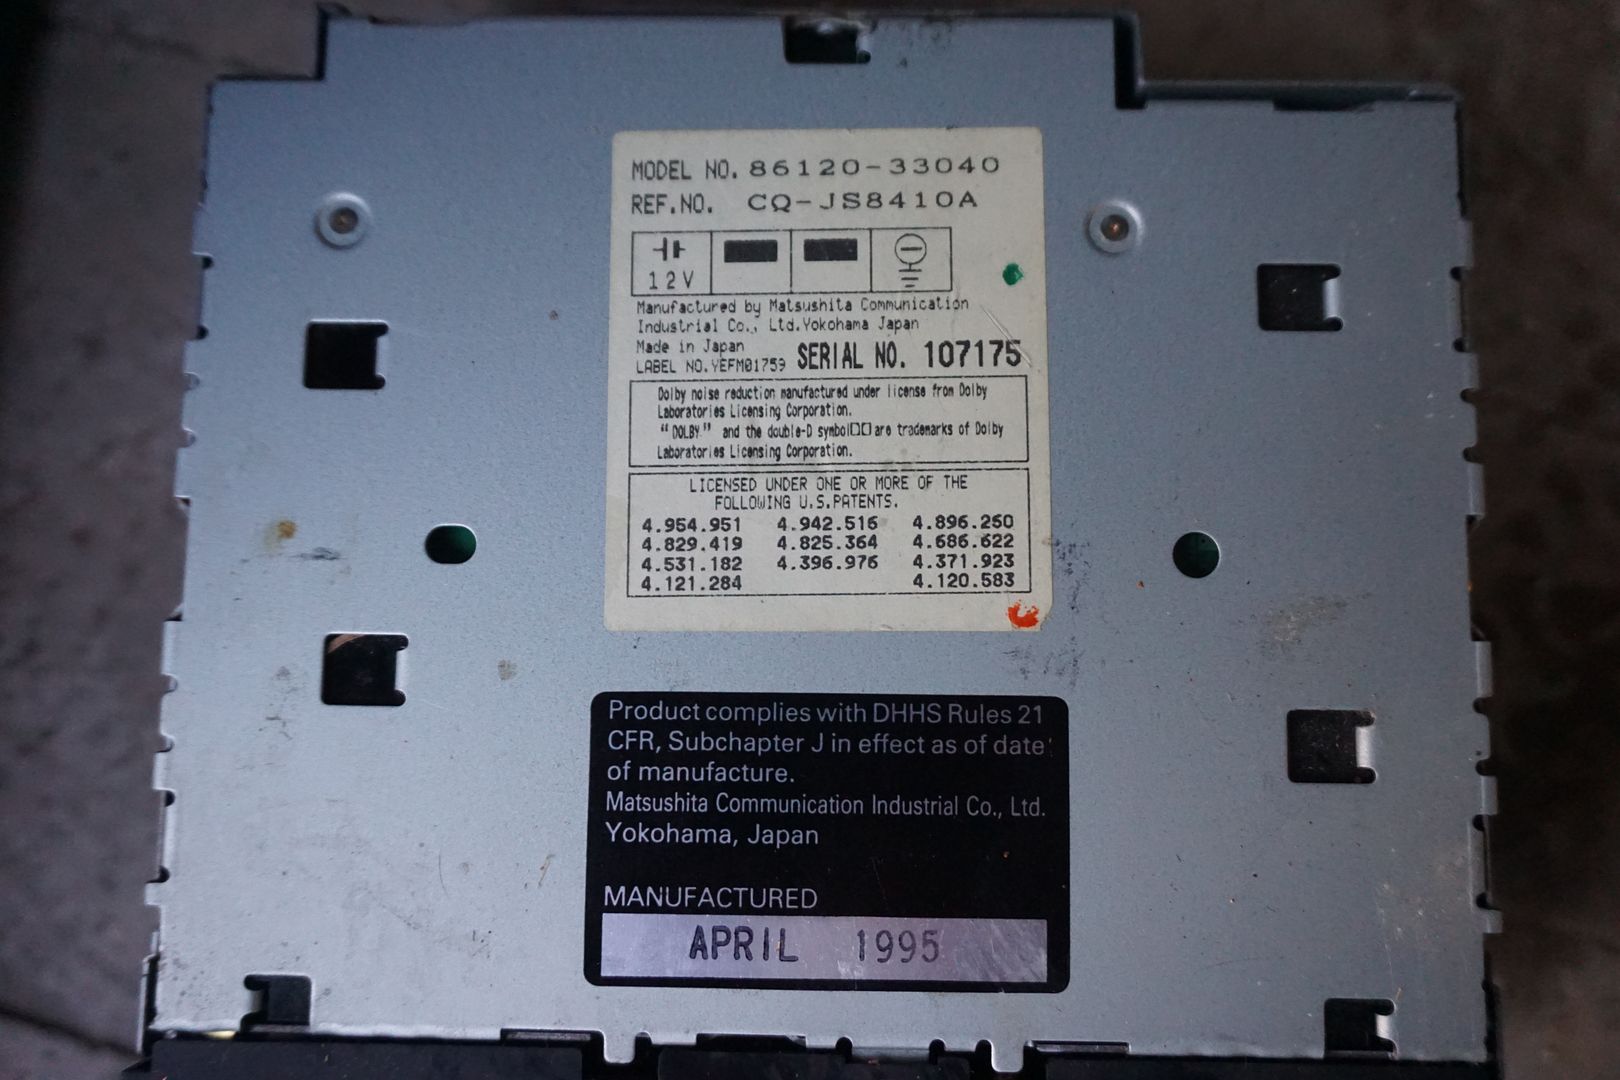 MODEL NO. 86120-33040
REF.NO. CQ-JS8410A
12V
Manufactured by Matsushita Communication
Industrial Co., Ltd.Yokohama Japan
Made in Japan
LABEL NO.YEFM01759 SERIAL NO. 107175
Dolby noise reduction manufactured under license from Dolby
Laboratories Licensing Corporation.
“DOLBY” and the double-D symbol▯▯are trademarks of Dolby
Laboratories Licensing Corporation.
LICENSED UNDER ONE OR MORE OF THE
FOLLOWING U.S.PATENTS.
4.954.951 4.942.516 4.896.250
4.829.419 4.825.364 4.686.622
4.531.182 4.396.976 4.371.923
4.121.284 4.120.583
Product complies with DHHS Rules 21
CFR, Subchapter J in effect as of date
of manufacture.
Matsushita Communication Industrial Co., Ltd.
Yokohama, Japan
MANUFACTURED
APRIL 1995